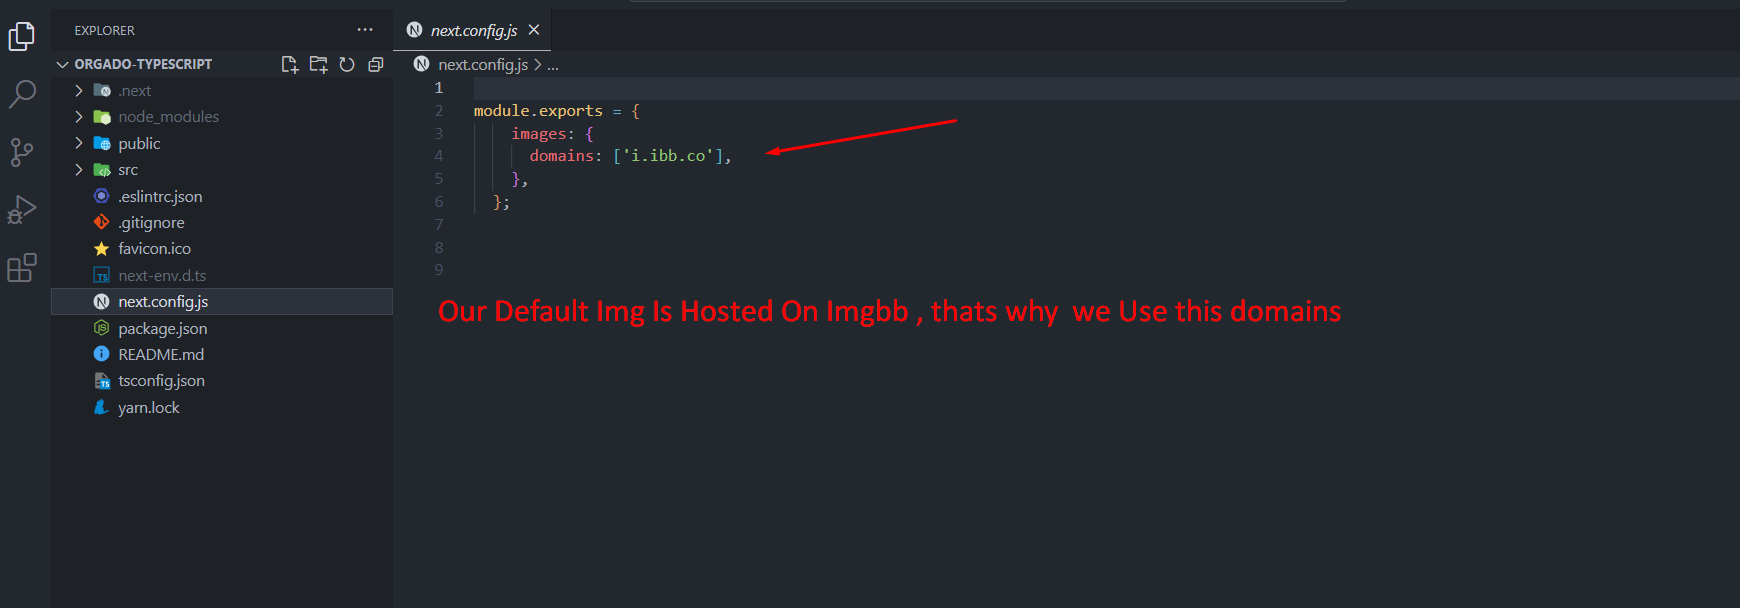 EXPLORER
next.config.js
ORGADO-TYPESCRIPT
.next
node_modules
public
src
.eslintrc.json
.gitignore
favicon.ico
next-env.d.ts
next.config.js
package.json
README.md
tsconfig.json
yarn.lock
next.config.js > ...
1
2 module.exports = {
3 images: {
4 domains: ['i.ibb.co'],
5 },
6 };
7
8
9
Our Default Img Is Hosted On Imgbb , thats why we Use this domains